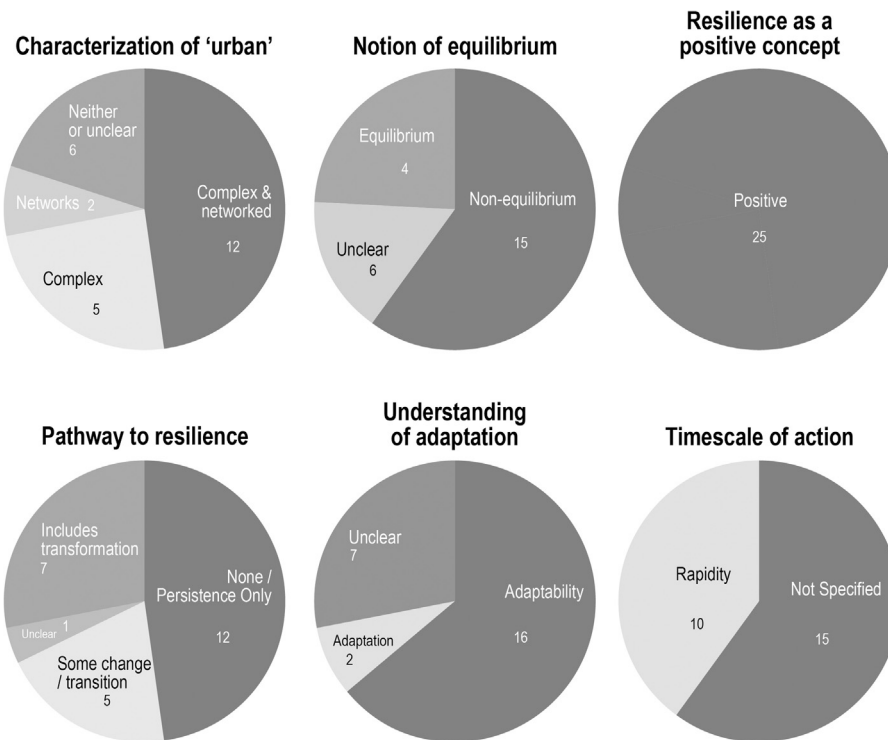 Characterization of ‘urban’
Neither
or unclear
6
Networks 2
Complex
5
Complex &
networked
12
Notion of equilibrium
Equilibrium
4
Unclear
6
Non-equilibrium
15
Resilience as a
positive concept
Positive
25
Pathway to resilience
Includes
transformation
7
Unclear 1
Some change
/ transition
5
None /
Persistence Only
12
Understanding
of adaptation
Unclear
7
Adaptation
2
Adaptability
16
Timescale of action
Rapidity
10
Not Specified
15